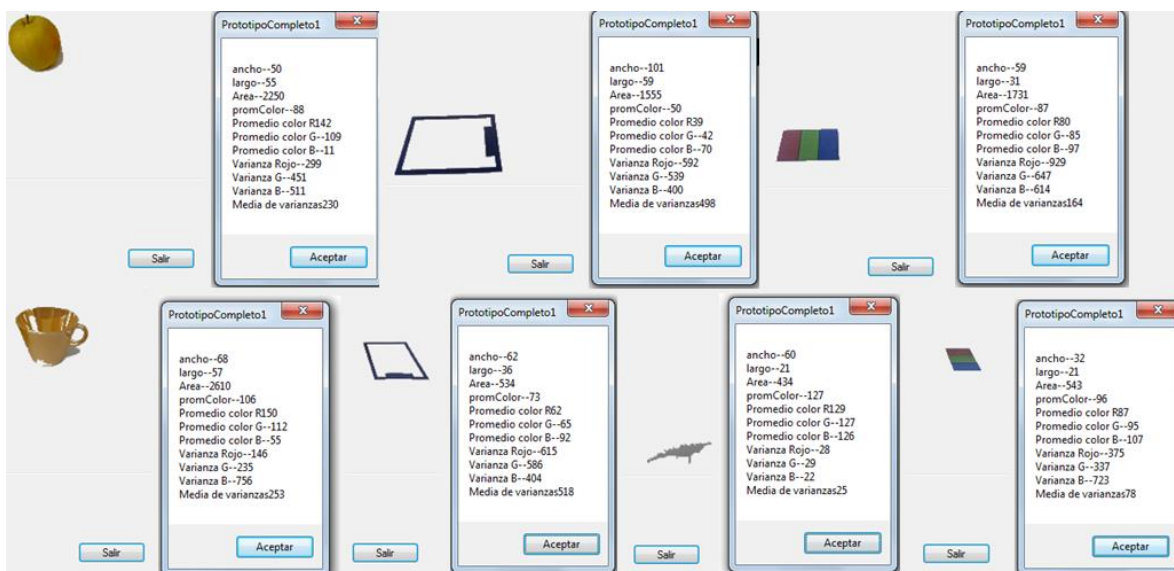 PrototipoCompleto1
ancho--50
largo--55
Area--2250
promColor--88
Promedio color R142
Promedio color G--109
Promedio color B--11
Varianza Rojo--299
Varianza G--451
Varianza B--511
Media de varianzas230
Aceptar
Salir
PrototipoCompleto1
ancho--101
largo--59
Area--1555
promColor--50
Promedio color R39
Promedio color G--42
Promedio color B--70
Varianza Rojo--592
Varianza G--539
Varianza B--400
Media de varianzas498
Aceptar
Salir
PrototipoCompleto1
ancho--59
largo--31
Area--1731
promColor--87
Promedio color R80
Promedio color G--85
Promedio color B--97
Varianza Rojo--929
Varianza G--647
Varianza B--614
Media de varianzas164
Aceptar
Salir
PrototipoCompleto1
ancho--68
largo--57
Area--2610
promColor--106
Promedio color R150
Promedio color G--112
Promedio color B--55
Varianza Rojo--146
Varianza G--235
Varianza B--756
Media de varianzas253
Aceptar
Salir
PrototipoCompleto1
ancho--62
largo--36
Area--534
promColor--73
Promedio color R62
Promedio color G--65
Promedio color B--92
Varianza Rojo--615
Varianza G--586
Varianza B--404
Media de varianzas518
Aceptar
Salir
PrototipoCompleto1
ancho--60
largo--21
Area--434
promColor--127
Promedio color R129
Promedio color G--127
Promedio color B--126
Varianza Rojo--28
Varianza G--29
Varianza B--22
Media de varianzas25
Aceptar
Salir
PrototipoCompleto1
ancho--32
largo--21
Area--543
promColor--96
Promedio color R87
Promedio color G--95
Promedio color B--107
Varianza Rojo--375
Varianza G--337
Varianza B--723
Media de varianzas78
Aceptar
Salir